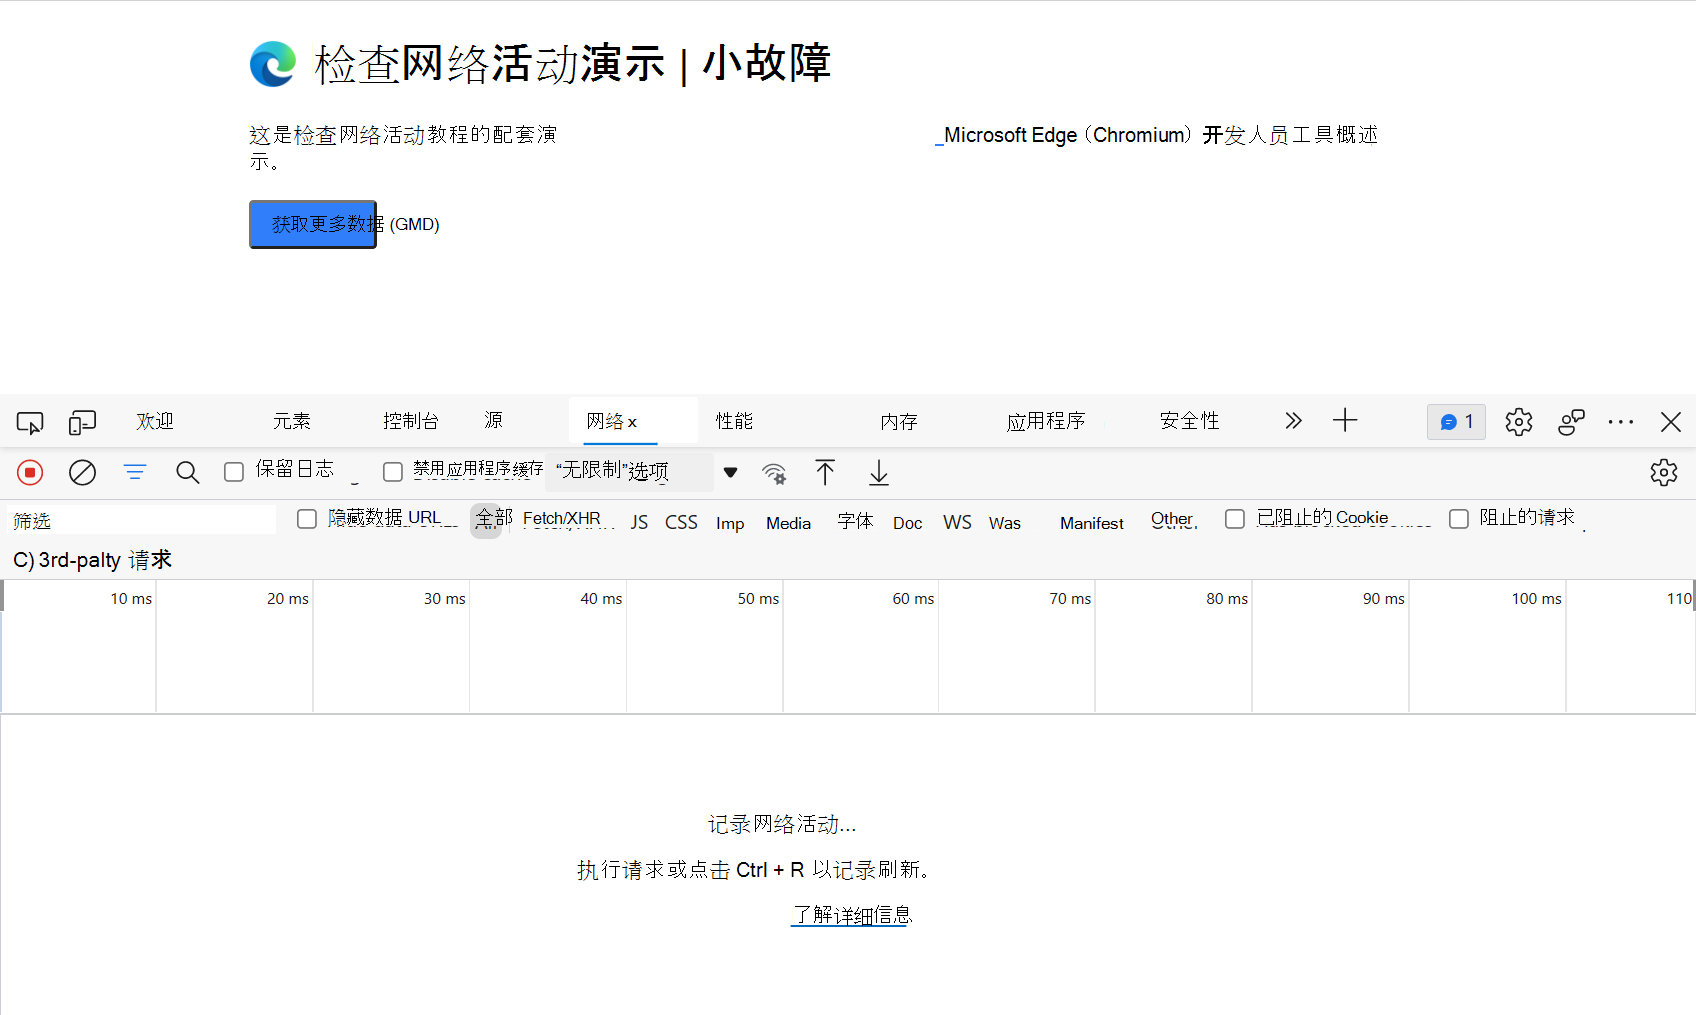 检查网络活动演示 | 小故障
这是检查网络活动教程的配套演示。
_Microsoft Edge（Chromium）开发人员工具概述
获取更多数据 (GMD)
欢迎 元素 控制台 源 网络 x 性能 内存 应用程序 安全性 1
保留日志 禁用应用程序缓存 “无限制”选项
筛选 隐藏数据 URL 全部 Fetch/XHR JS CSS Imp Media 字体 Doc WS Was Manifest Other. 已阻止的 Cookie 阻止的请求
C) 3rd-palty 请求
10 ms 20 ms 30 ms 40 ms 50 ms 60 ms 70 ms 80 ms 90 ms 100 ms 110
记录网络活动...
执行请求或点击 Ctrl + R 以记录刷新。
了解详细信息